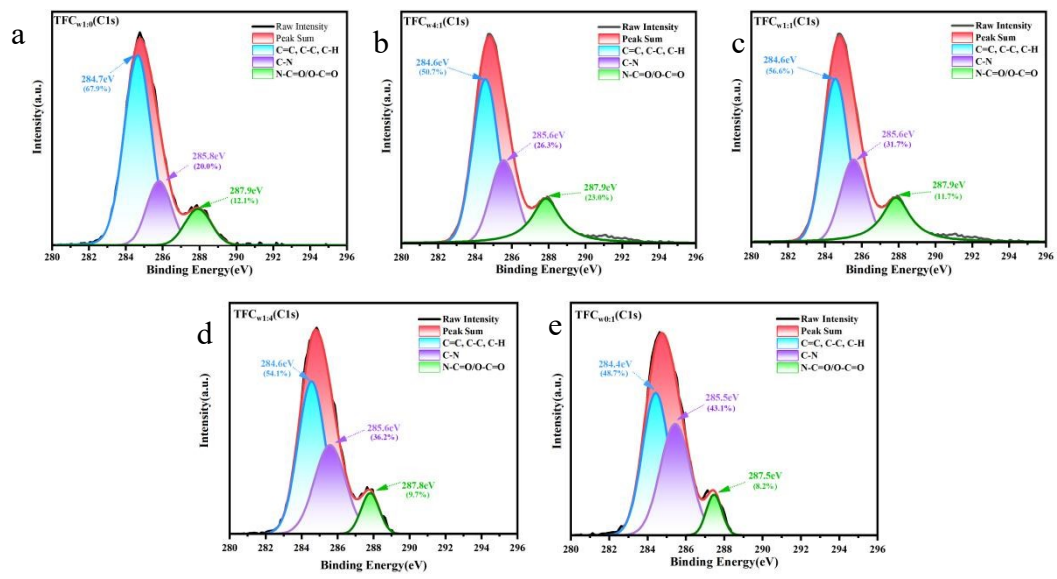 a
TFCw1:0(C1s)
Raw Intensity
Peak Sum
C=C, C-C, C-H
C-N
N-C=O/O-C=O
284.7eV
(67.9%)
285.8eV
(20.0%)
287.9eV
(12.1%)
Intensity(a.u.)
280 282 284 286 288 290 292 294 296
Binding Energy(eV)
b
TFCw4:1(C1s)
Raw Intensity
Peak Sum
C=C, C-C, C-H
C-N
N-C=O/O-C=O
284.6eV
(50.7%)
285.6eV
(26.3%)
287.9eV
(23.0%)
Intensity(a.u.)
280 282 284 286 288 290 292 294 296
Binding Energy(eV)
c
TFCw1:1(C1s)
Raw Intensity
Peak Sum
C=C, C-C, C-H
C-N
N-C=O/O-C=O
284.6eV
(56.6%)
285.6eV
(31.7%)
287.9eV
(11.7%)
Intensity(a.u.)
280 282 284 286 288 290 292 294 296
Binding Energy(eV)
d
TFCw1:4(C1s)
Raw Intensity
Peak Sum
C=C, C-C, C-H
C-N
N-C=O/O-C=O
284.6eV
(54.1%)
285.6eV
(36.2%)
287.8eV
(9.7%)
Intensity(a.u.)
280 282 284 286 288 290 292 294 296
Binding Energy(eV)
e
TFCw0:1(C1s)
Raw Intensity
Peak Sum
C=C, C-C, C-H
C-N
N-C=O/O-C=O
284.4eV
(48.7%)
285.5eV
(43.1%)
287.5eV
(8.2%)
Intensity(a.u.)
280 282 284 286 288 290 292 294 296
Binding Energy(eV)